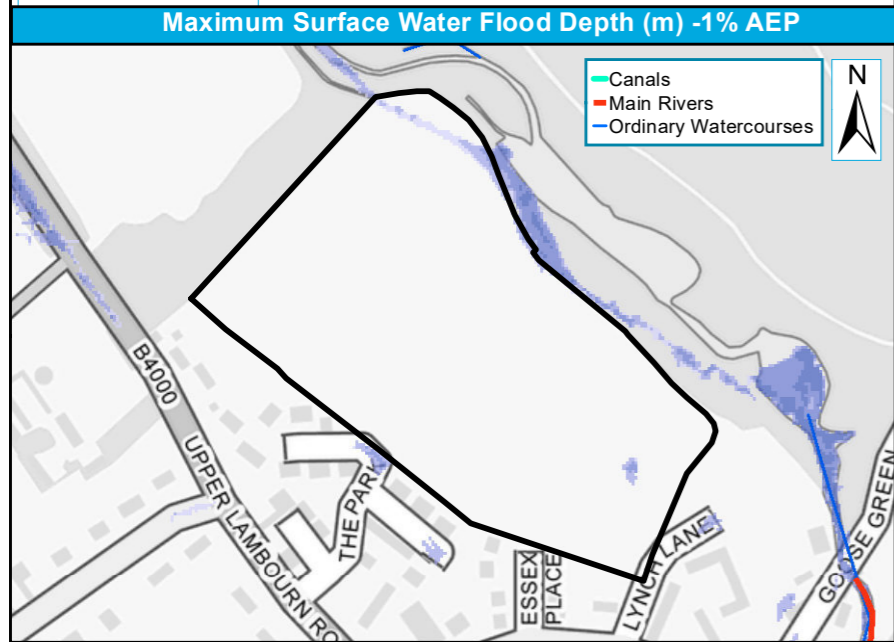 Maximum Surface Water Flood Depth (m) -1% AEP
Canals
Main Rivers
Ordinary Watercourses
N
B4000
UPPER LAMBOURN RO
THE PARK
ESSEX
PLACE
LYNCH LANE
GOOSE GREEN